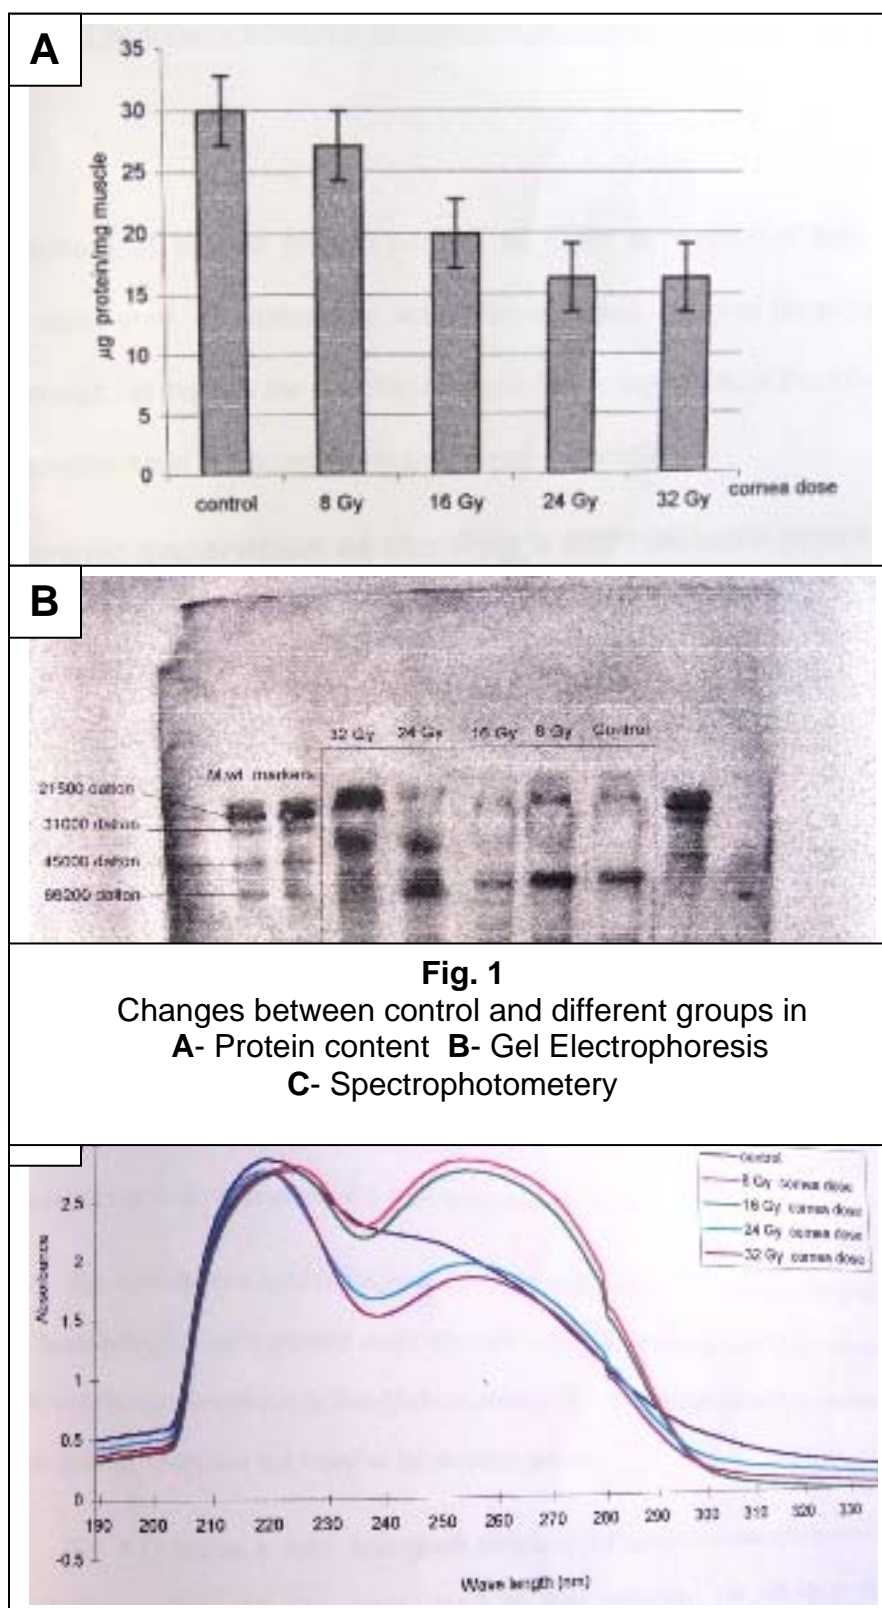 A
35
30
25
20
15
10
5
0
µg protein/mg muscle
control 8 Gy 16 Gy 24 Gy 32 Gy cornea dose
B
32 Gy 24 Gy 16 Gy 8 Gy Control
M.wt. markers
21500 dalton
31000 dalton
45000 dalton
66200 dalton
Fig. 1
Changes between control and different groups in
A- Protein content B- Gel Electrophoresis
C- Spectrophotometery
control
8 Gy cornea dose
16 Gy cornea dose
24 Gy cornea dose
32 Gy cornea dose
2.5
2
1.5
1
0.5
0
-0.5
Absorbance
190 200 210 220 230 240 250 260 270 280 290 300 310 320 330
Wave length (nm)